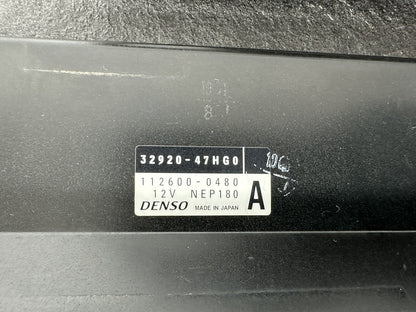 32920-47HG0
112600-0480
12V NEP180 A
DENSO MADE IN JAPAN